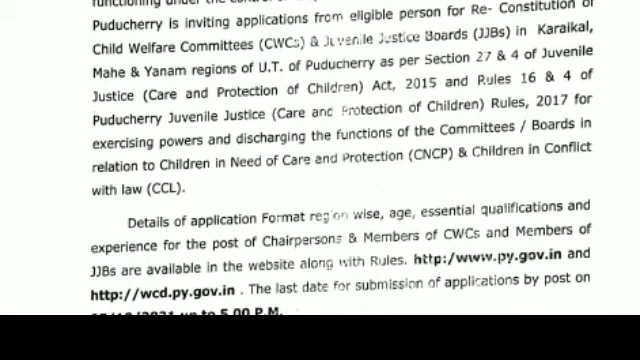 Puducherry is inviting applications from eligible person for Re- Constitution of
Child Welfare Committees (CWCs) & Juvenile Justice Boards (JJBs) in Karaikal,
Mahe & Yanam regions of U.T. of Puducherry as per Section 27 & 4 of Juvenile
Justice (Care and Protection of Children) Act, 2015 and Rules 16 & 4 of
Puducherry Juvenile Justice (Care and Protection of Children) Rules, 2017 for
exercising powers and discharging the functions of the Committees / Boards in
relation to Children in Need of Care and Protection (CNCP) & Children in Conflict
with law (CCL).
Details of application Format region wise, age, essential qualifications and
experience for the post of Chairpersons & Members of CWCs and Members of
JJBs are available in the website along with Rules. http:/www.py.gov.in and
http://wcd.py.gov.in . The last date for submission of applications by post on
up to 5.00 P.M.